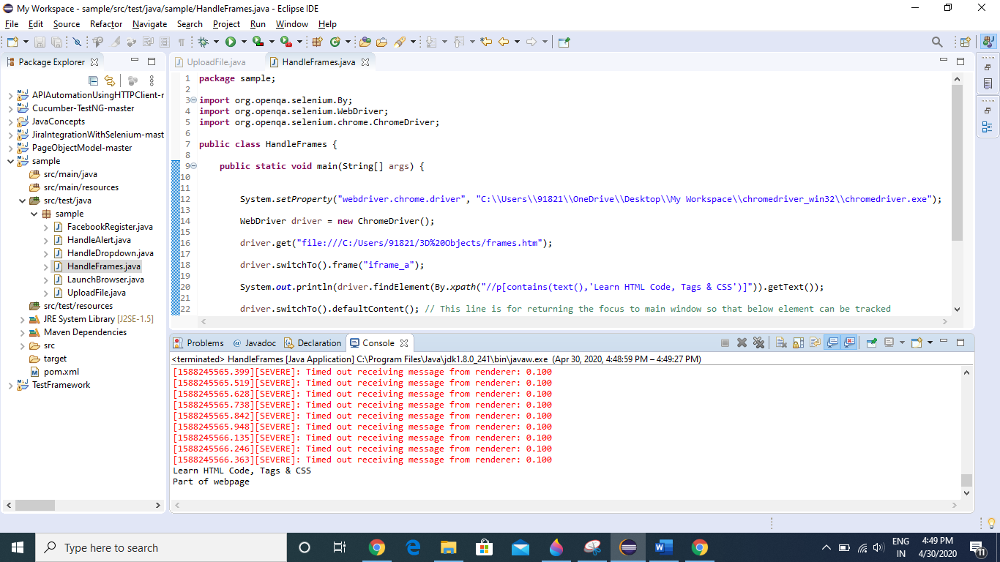 My Workspace - sample/src/test/java/sample/HandleFrames.java - Eclipse IDE
File Edit Source Refactor Navigate Search Project Run Window Help
Package Explorer
APIAutomationUsingHTTPClient-r
Cucumber-TestNG-master
JavaConcepts
JiraIntegrationWithSelenium-mast
PageObjectModel-master
sample
src/main/java
src/main/resources
src/test/java
sample
FacebookRegister.java
HandleAlert.java
HandleDropdown.java
HandleFrames.java
LaunchBrowser.java
UploadFile.java
src/test/resources
JRE System Library [J2SE-1.5]
Maven Dependencies
src
target
pom.xml
TestFramework
UploadFile.java HandleFrames.java
1 package sample;
2
3 import org.openqa.selenium.By;
4 import org.openqa.selenium.WebDriver;
5 import org.openqa.selenium.chrome.ChromeDriver;
6
7 public class HandleFrames {
8
9 public static void main(String[] args) {
10
11
12 System.setProperty("webdriver.chrome.driver", "C:\\Users\\91821\\OneDrive\\Desktop\\My Workspace\\chromedriver_win32\\chromedriver.exe");
13
14 WebDriver driver = new ChromeDriver();
15
16 driver.get("file:///C:/Users/91821/3D%20Objects/frames.htm");
17
18 driver.switchTo().frame("iframe_a");
19
20 System.out.println(driver.findElement(By.xpath("//p[contains(text(),'Learn HTML Code, Tags & CSS')]")).getText());
21
22 driver.switchTo().defaultContent(); // This line is for returning the focus to main window so that below element can be tracked
Problems @ Javadoc Declaration Console
<terminated> HandleFrames [Java Application] C:\Program Files\Java\jdk1.8.0_241\bin\javaw.exe (Apr 30, 2020, 4:48:59 PM – 4:49:27 PM)
[1588245565.399][SEVERE]: Timed out receiving message from renderer: 0.100
[1588245565.519][SEVERE]: Timed out receiving message from renderer: 0.100
[1588245565.628][SEVERE]: Timed out receiving message from renderer: 0.100
[1588245565.738][SEVERE]: Timed out receiving message from renderer: 0.100
[1588245565.842][SEVERE]: Timed out receiving message from renderer: 0.100
[1588245565.948][SEVERE]: Timed out receiving message from renderer: 0.100
[1588245566.135][SEVERE]: Timed out receiving message from renderer: 0.100
[1588245566.246][SEVERE]: Timed out receiving message from renderer: 0.100
[1588245566.363][SEVERE]: Timed out receiving message from renderer: 0.100
Learn HTML Code, Tags & CSS
Part of webpage
Type here to search
ENG
IN
4:49 PM
4/30/2020
11